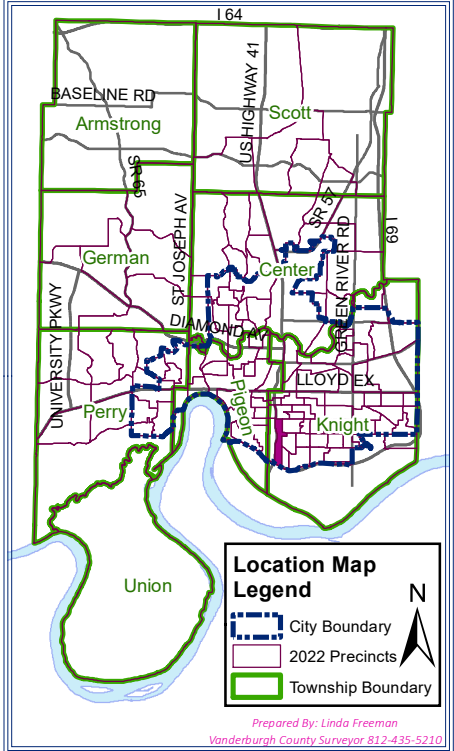 I 64
US HIGHWAY 41
BASELINE RD
Scott
Armstrong
SR 65
ST. JOSEPH AV
SR 57
I 69
GREEN RIVER RD
German
Center
UNIVERSITY PKWY
DIAMOND AV
LLOYD EX
Perry
Pigeon
Knight
Union
Location Map
Legend
N
City Boundary
2022 Precincts
Township Boundary
Prepared By: Linda Freeman
Vanderburgh County Surveyor 812-435-5210